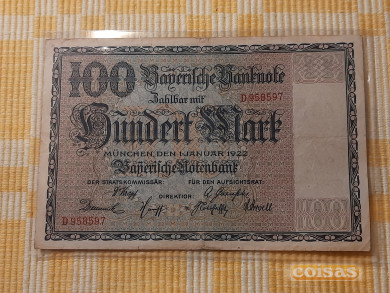 100 Bayerische Banknote
Zahlbar mit
D 958597
Hundert Mark
MÜNCHEN, DEN 1. JANUAR 1922
Bayerische Notenbank
DER STAATSKOMMISSÄR: FÜR DEN AUFSICHTSRAT:
DIREKTION:
D 958597
100
coisas